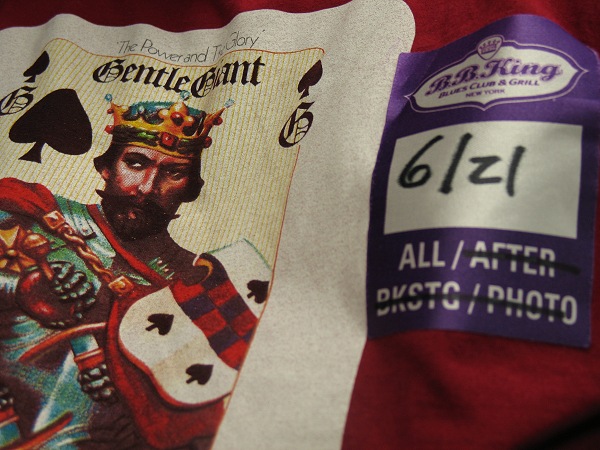 'The Power and The Glory'
Gentle Giant
G
G
B.B. King
BLUES CLUB & GRILL
NEW YORK
6/21
ALL / AFTER
BKSTG / PHOTO